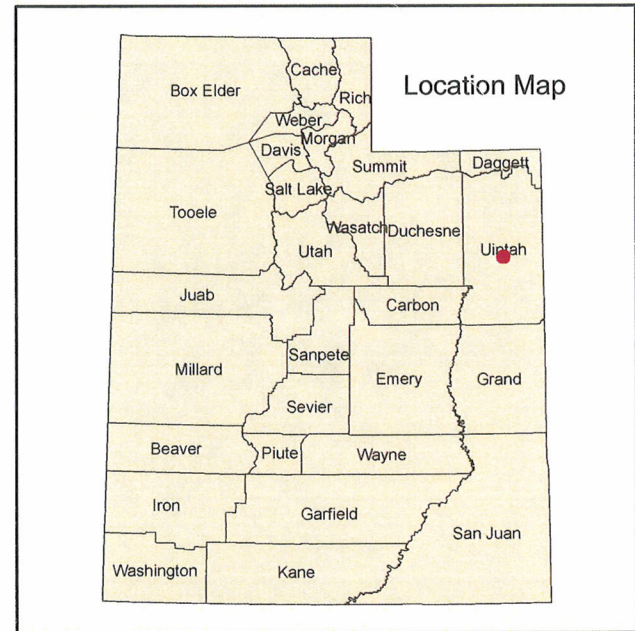 Cache
Box Elder
Location Map
Rich
Weber
Morgan
Davis
Summit
Daggett
Salt Lake
Tooele
Wasatch
Duchesne
Utah
Uintah
Juab
Carbon
Sanpete
Millard
Emery
Grand
Sevier
Beaver
Piute
Wayne
Iron
Garfield
San Juan
Washington
Kane